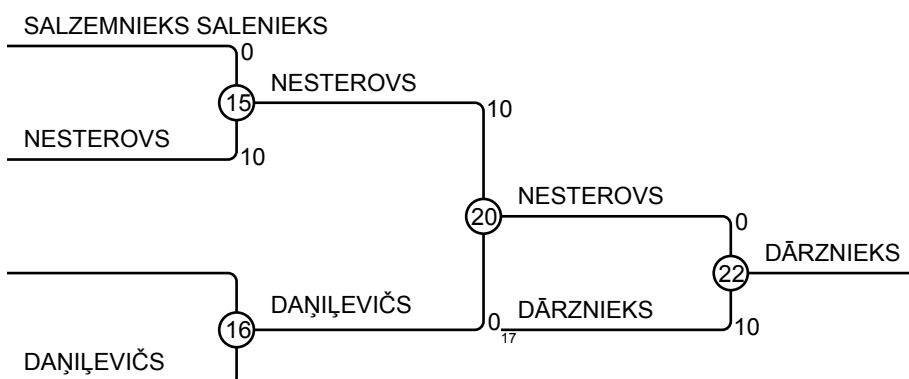 SALZEMNIEKS SALENIEKS
0
15
NESTEROVS
NESTEROVS
10
10
20
NESTEROVS
0
22
DĀRZNIEKS
16
DAŅIĻEVIČS
0
17
DĀRZNIEKS
10
DAŅIĻEVIČS